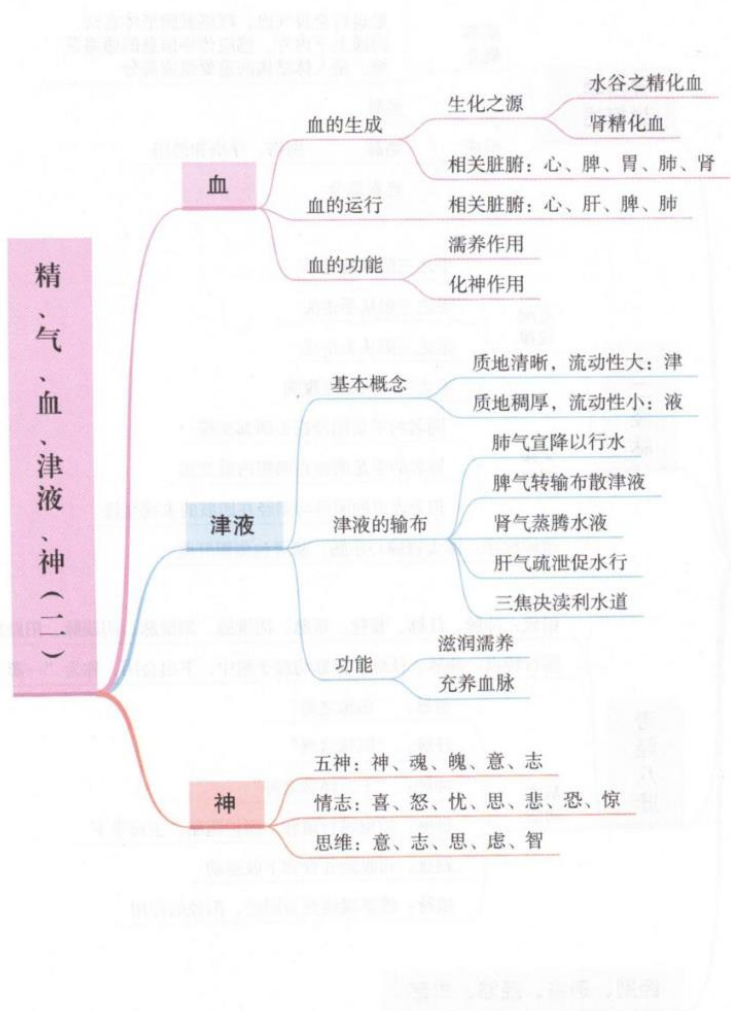 精、气、血、津液、神(二)
血
血的生成
生化之源
水谷之精化血
肾精化血
相关脏腑：心、脾、胃、肺、肾
血的运行
相关脏腑：心、肝、脾、肺
血的功能
濡养作用
化神作用
津液
基本概念
质地清晰，流动性大：津
质地稠厚，流动性小：液
津液的输布
肺气宣降以行水
脾气转输布散津液
肾气蒸腾水液
肝气疏泄促水行
三焦决渎利水道
功能
滋润濡养
充养血脉
神
五神：神、魂、魄、意、志
情志：喜、怒、忧、思、悲、恐、惊
思维：意、志、思、虑、智